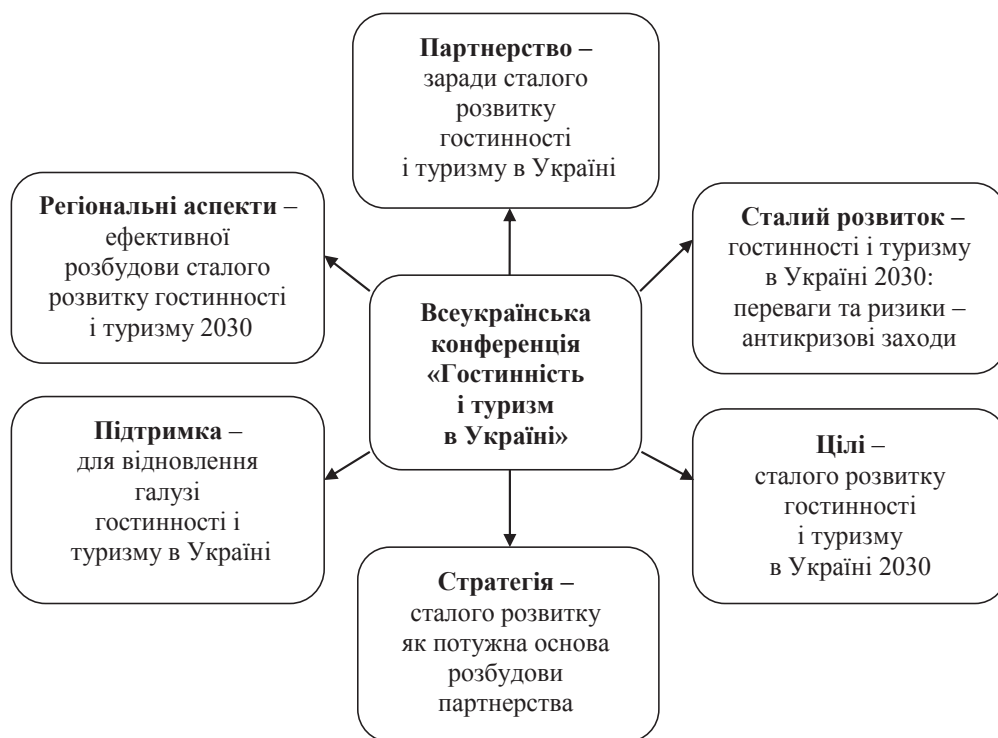 Партнерство –
заради сталого
розвитку
гостинності
і туризму в Україні
Регіональні аспекти –
ефективної
розбудови сталого
розвитку гостинності
і туризму 2030
Сталий розвиток –
гостинності і туризму
в Україні 2030:
переваги та ризики –
антикризові заходи
Всеукраїнська
конференція
«Гостинність
і туризм
в Україні»
Підтримка –
для відновлення
галузі
гостинності і
туризму в Україні
Цілі –
сталого розвитку
гостинності
і туризму
в Україні 2030
Стратегія –
сталого розвитку
як потужна основа
розбудови
партнерства